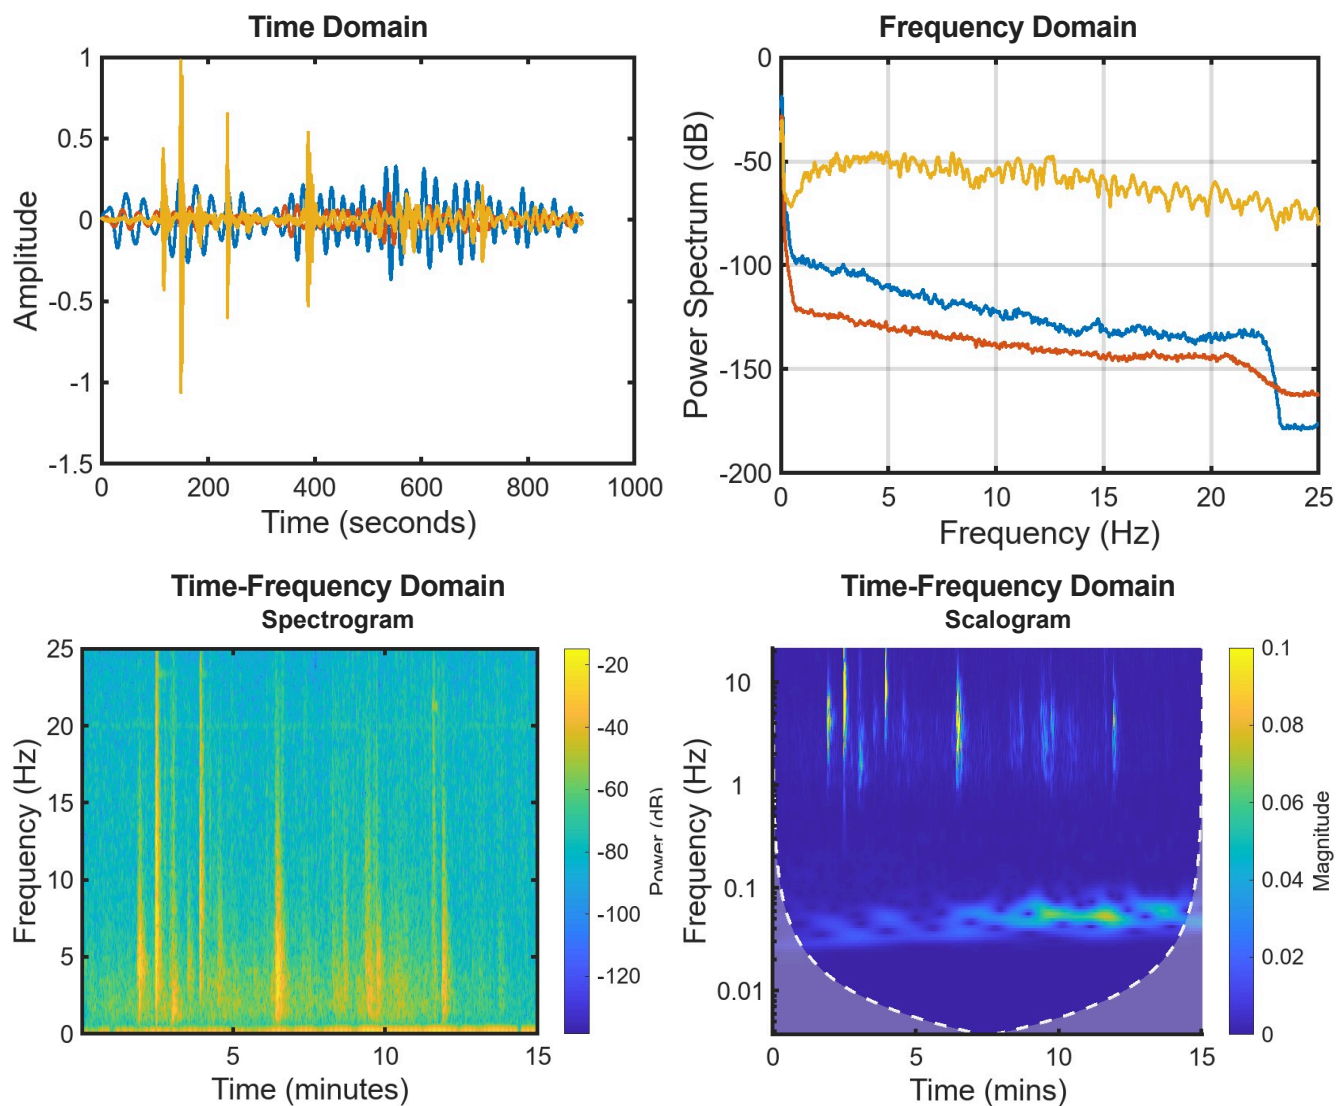 Time Domain
1
0.5
0
-0.5
-1
-1.5
Amplitude
0 200 400 600 800 1000
Time (seconds)
Frequency Domain
0
-50
-100
-150
-200
Power Spectrum (dB)
0 5 10 15 20 25
Frequency (Hz)
Time-Frequency Domain
Spectrogram
25
20
15
10
5
0
Frequency (Hz)
5 10 15
Time (minutes)
-20
-40
-60
-80
-100
-120
Power (dB)
Time-Frequency Domain
Scalogram
10
1
0.1
0.01
Frequency (Hz)
0 5 10 15
Time (mins)
0.1
0.08
0.06
0.04
0.02
0
Magnitude